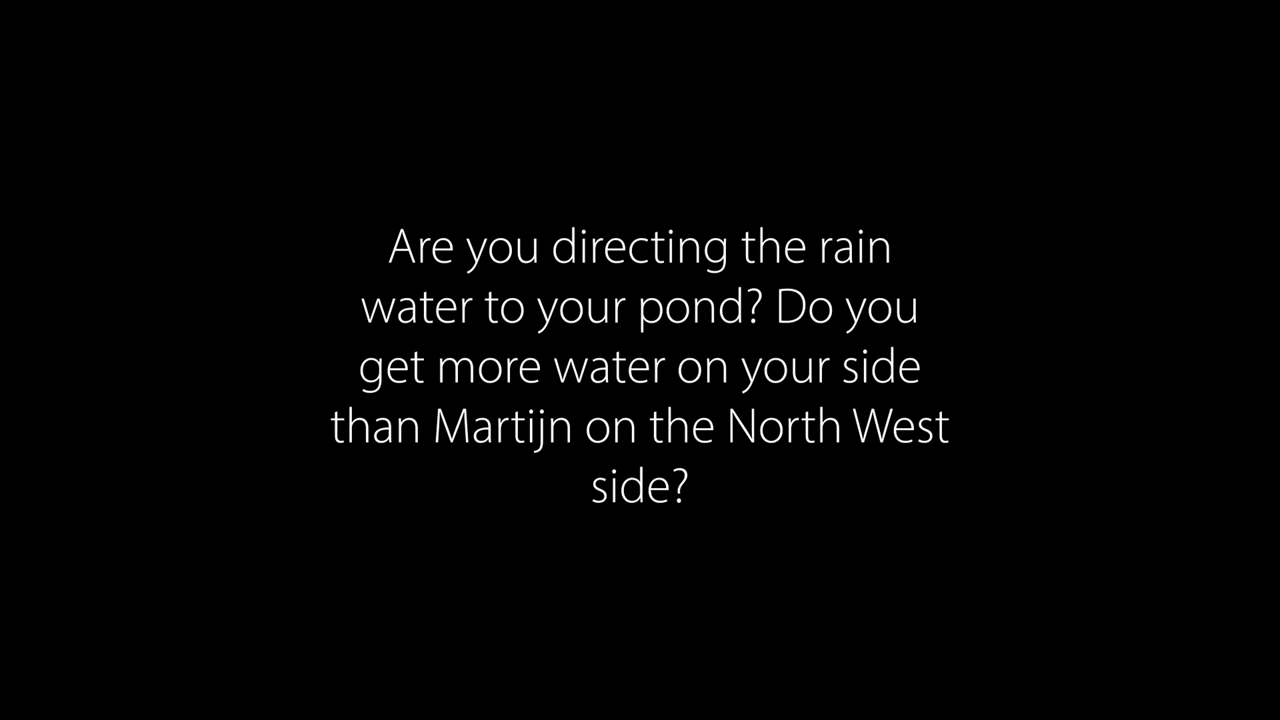 Are you directing the rain
water to your pond? Do you
get more water on your side
than Martijn on the North West
side?